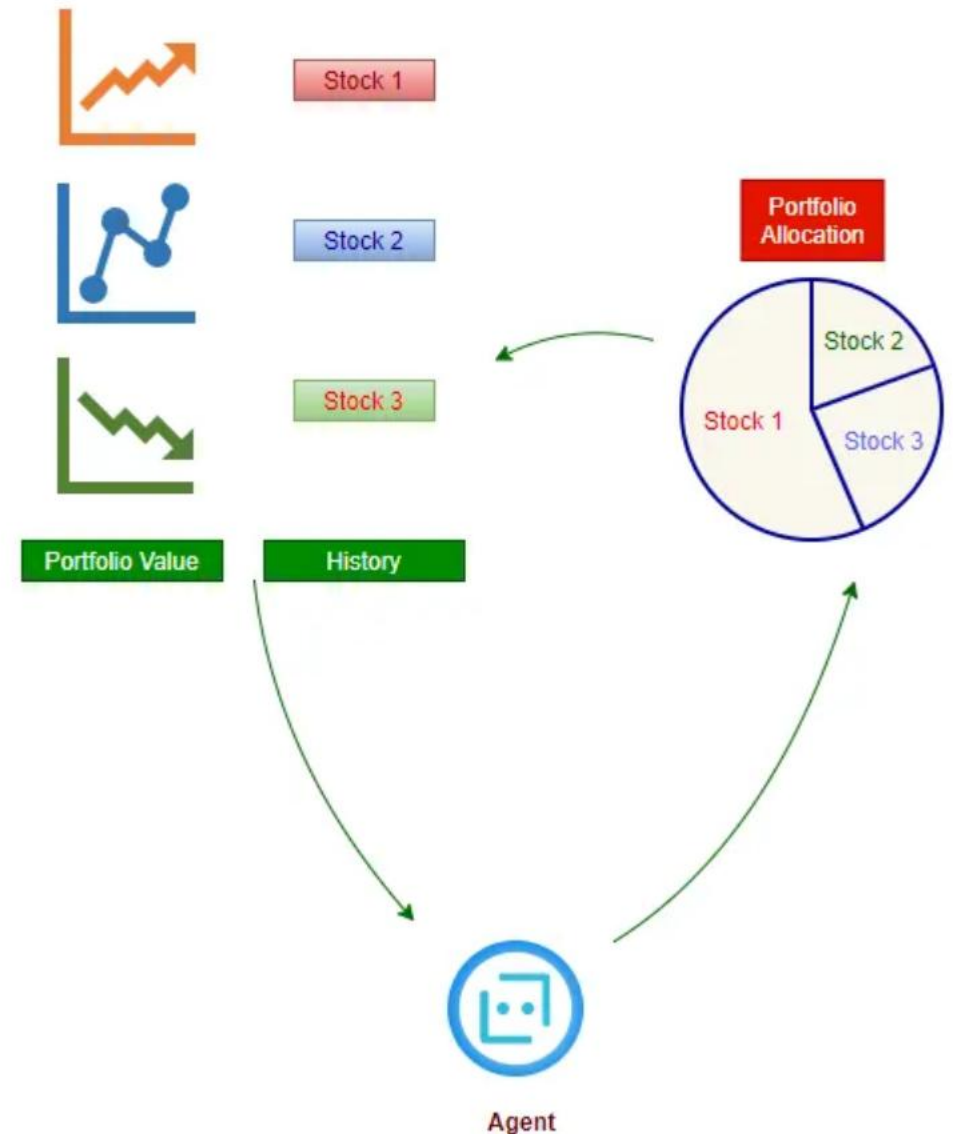 Stock 1
Stock 2
Stock 3
Portfolio Value
History
Portfolio
Allocation
Stock 2
Stock 1
Stock 3
Agent